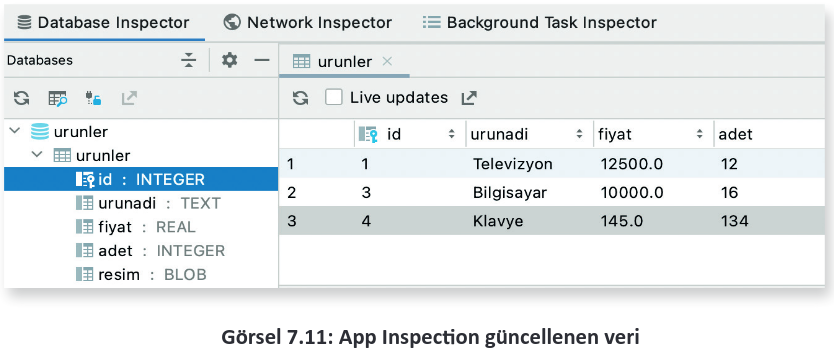 Database Inspector Network Inspector Background Task Inspector
Databases
urunler
Live updates
urunler
urunler
id : INTEGER
urunadi : TEXT
fiyat : REAL
adet : INTEGER
resim : BLOB
id urunadi fiyat adet
1 1 Televizyon 12500.0 12
2 3 Bilgisayar 10000.0 16
3 4 Klavye 145.0 134
Görsel 7.11: App Inspection güncellenen veri